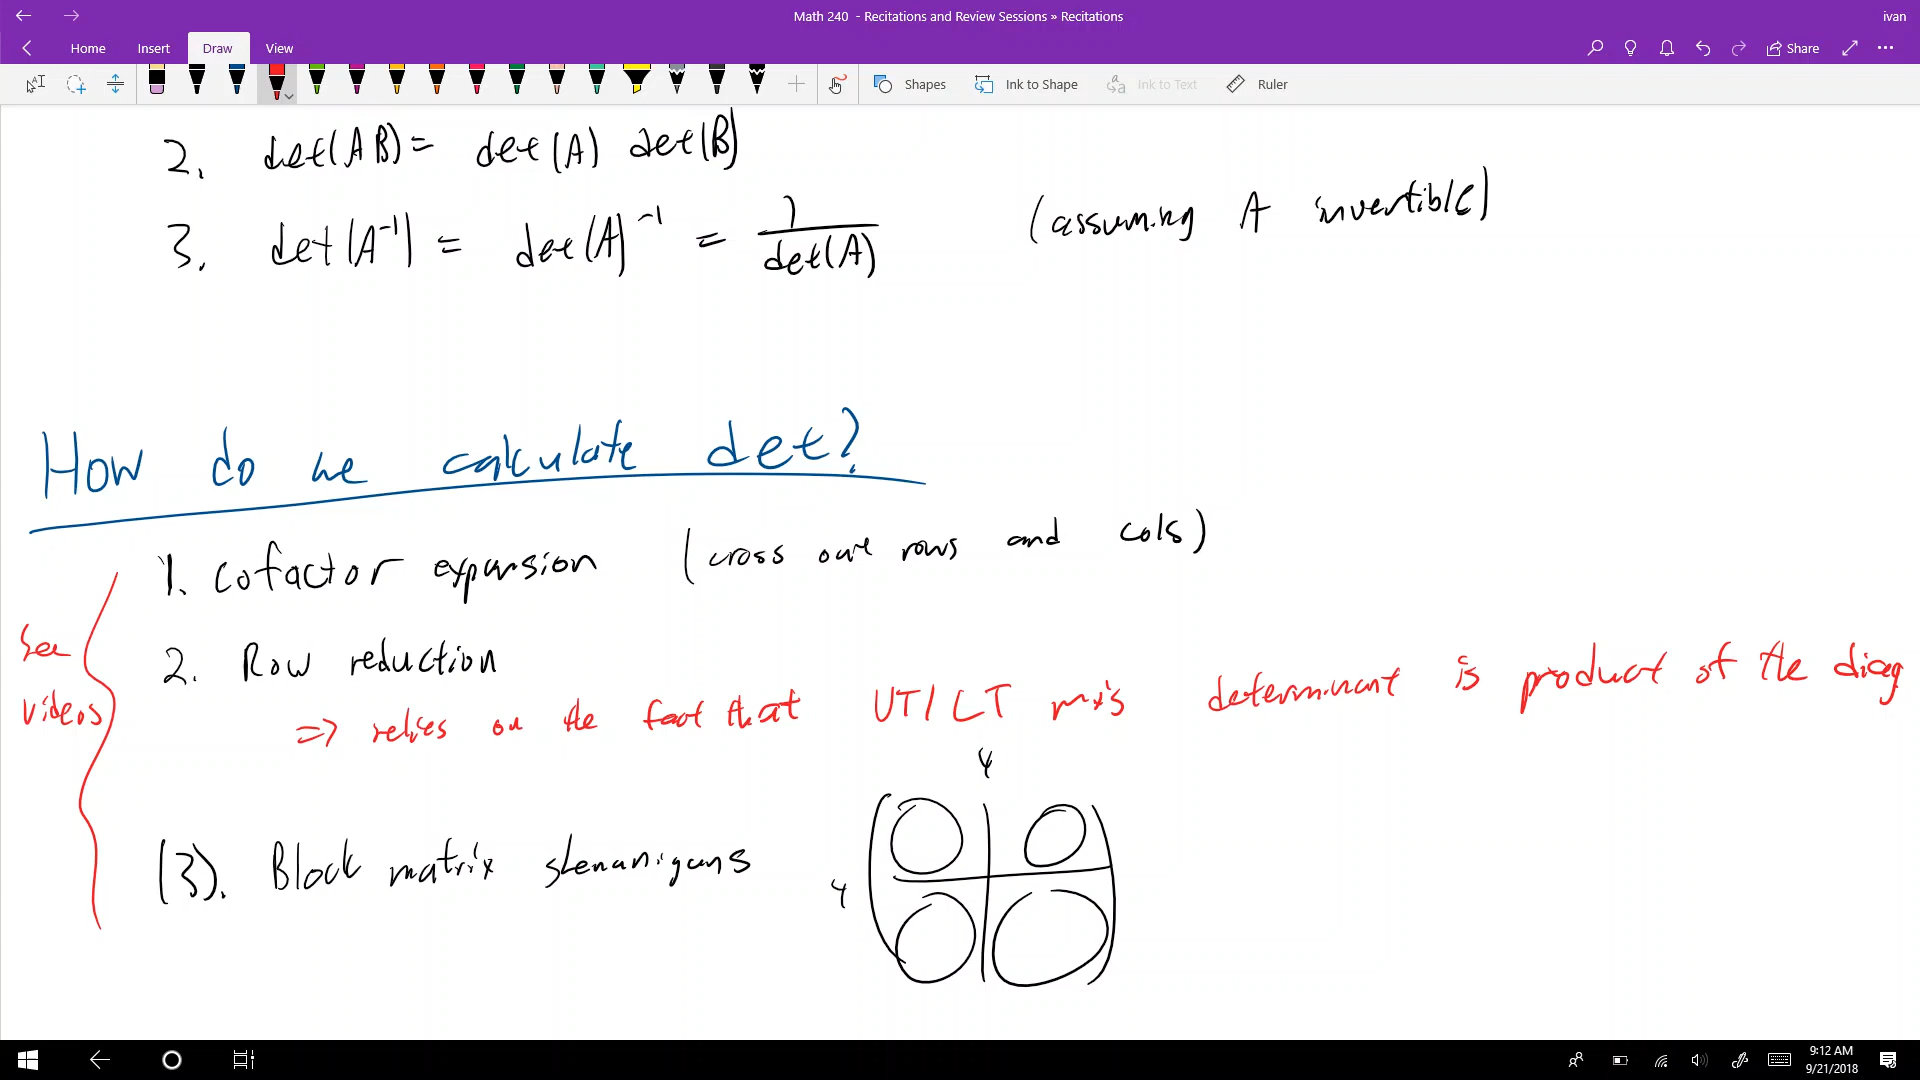 Math 240 - Recitations and Review Sessions » Recitations
ivan
Home Insert Draw View
Share
Shapes Ink to Shape Ink to Text Ruler
2. det(AB) = det(A) det(B)
3. det(A⁻¹) = det(A)⁻¹ = 1/det(A) (assuming A invertible)
How do we calculate det?
1. Cofactor expansion (cross out rows and cols)
See videos
2. Row reduction
=> relies on the fact that UT/LT mx's determinant is product of the diag
4
(3). Block matrix shenanigans
4
9:12 AM
9/21/2018